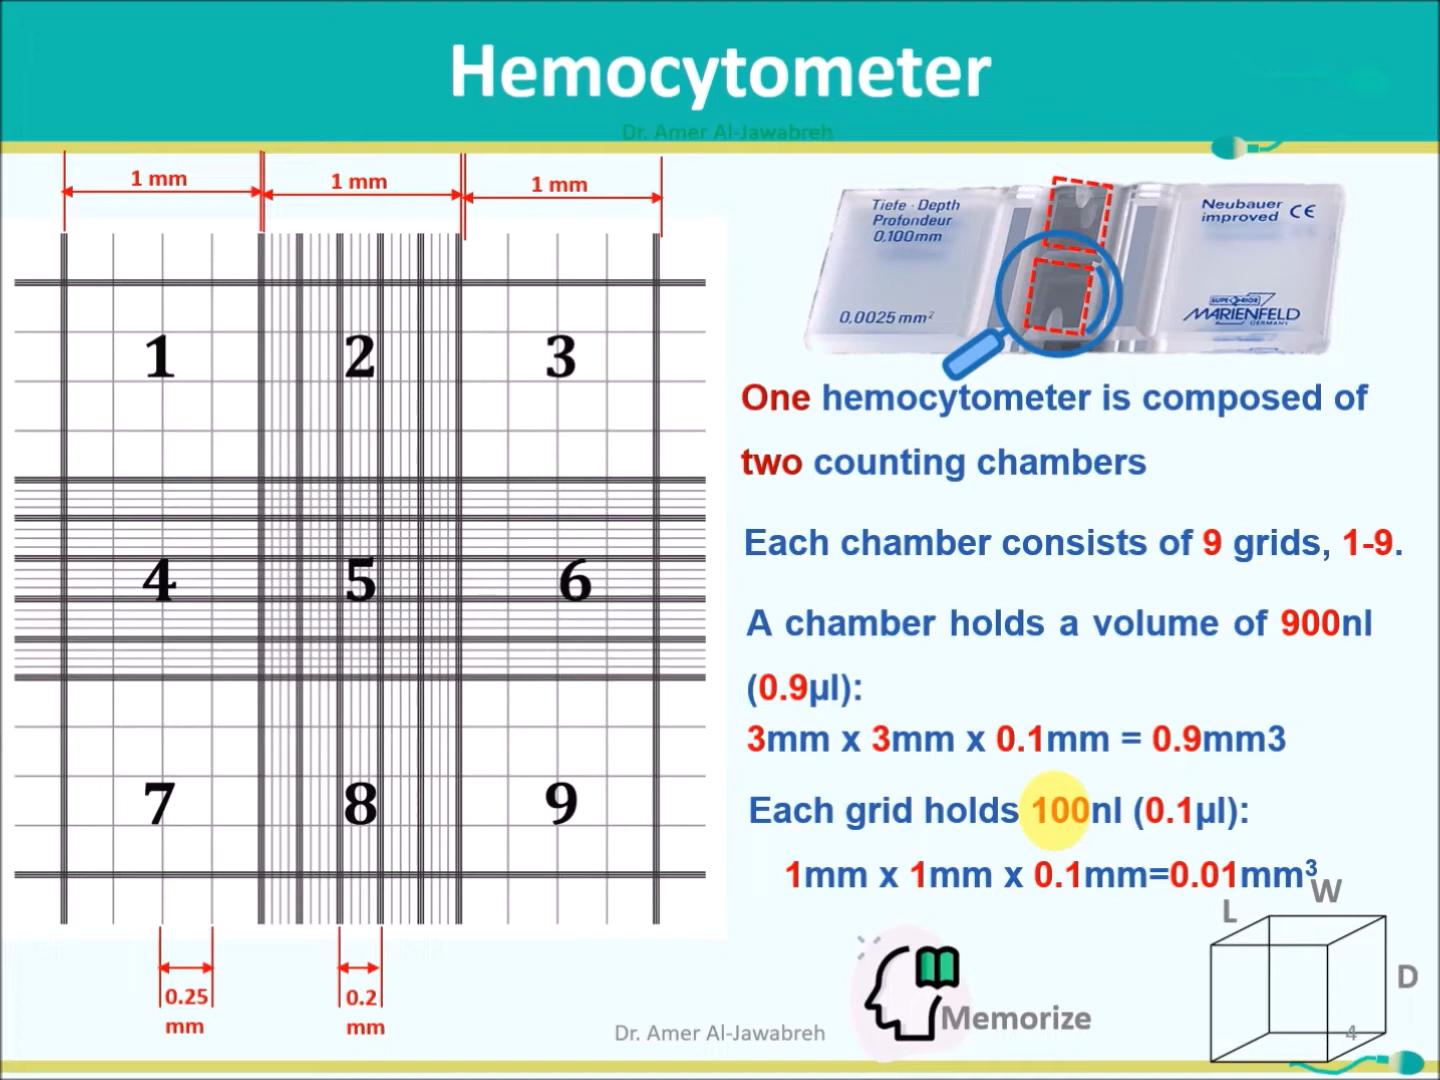 Hemocytometer
Dr. Amer Al-Jawabreh
1 mm
1 mm
1 mm
Tiefe · Depth
Profondeur
0,100mm
0,0025 mm²
Neubauer
improved CE
SUPERIOR
MARIENFELD
GERMANY
1
2
3
4
5
6
7
8
9
0.25
mm
0.2
mm
One hemocytometer is composed of
two counting chambers
Each chamber consists of 9 grids, 1-9.
A chamber holds a volume of 900nl
(0.9µl):
3mm x 3mm x 0.1mm = 0.9mm3
Each grid holds 100nl (0.1µl):
1mm x 1mm x 0.1mm=0.01mm³
L
W
D
Memorize
Dr. Amer Al-Jawabreh
4